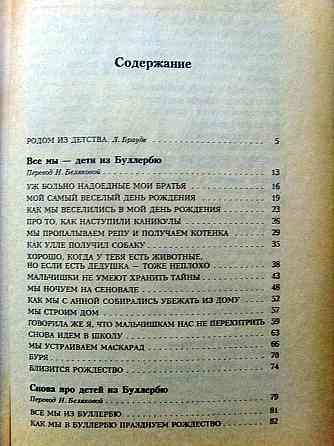 Содержание
РОДОМ ИЗ ДЕТСТВА. Л. Брауде 5
Все мы — дети из Буллербю
Перевод Н. Беляковой 13
УЖ БОЛЬНО НАДОЕДНЫЕ МОИ БРАТЬЯ 16
МОЙ САМЫЙ ВЕСЕЛЫЙ ДЕНЬ РОЖДЕНИЯ 19
КАК МЫ ВЕСЕЛИЛИСЬ В МОЙ ДЕНЬ РОЖДЕНИЯ 23
ПРО ТО, КАК НАСТУПИЛИ КАНИКУЛЫ 26
МЫ ПРОПАЛЫВАЕМ РЕПУ И ПОЛУЧАЕМ КОТЕНКА 29
КАК УЛЛЕ ПОЛУЧИЛ СОБАКУ 35
ХОРОШО, КОГДА У ТЕБЯ ЕСТЬ ЖИВОТНЫЕ,
НО ЕСЛИ ЕСТЬ ДЕДУШКА — ТОЖЕ НЕПЛОХО 38
МАЛЬЧИШКИ НЕ УМЕЮТ ХРАНИТЬ ТАЙНЫ 43
МЫ НОЧУЕМ НА СЕНОВАЛЕ 48
КАК МЫ С АННОЙ СОБИРАЛИСЬ УБЕЖАТЬ ИЗ ДОМУ 52
МЫ СТРОИМ ДОМ 57
ГОВОРИЛА ЖЕ Я, ЧТО МАЛЬЧИШКАМ НАС НЕ ПЕРЕХИТРИТЬ 59
СНОВА ИДЕМ В ШКОЛУ 63
МЫ УСТРАИВАЕМ МАСКАРАД 66
БУРЯ 70
БЛИЗИТСЯ РОЖДЕСТВО 74
Снова про детей из Буллербю
Перевод Н. Беляковой 79
ВСЕ МЫ ИЗ БУЛЛЕРБЮ 81
КАК МЫ В БУЛЛЕРБЮ ПРАЗДНУЕМ РОЖДЕСТВО 82